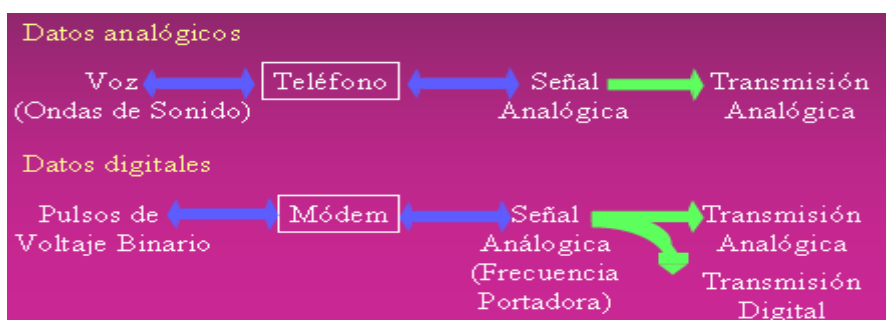 Datos analógicos
Voz Teléfono Señal Transmisión
(Ondas de Sonido) Analógica Analógica
Datos digitales
Pulsos de Módem Señal Transmisión
Voltaje Binario Análogica Analógica
(Frecuencia Transmisión
Portadora) Digital